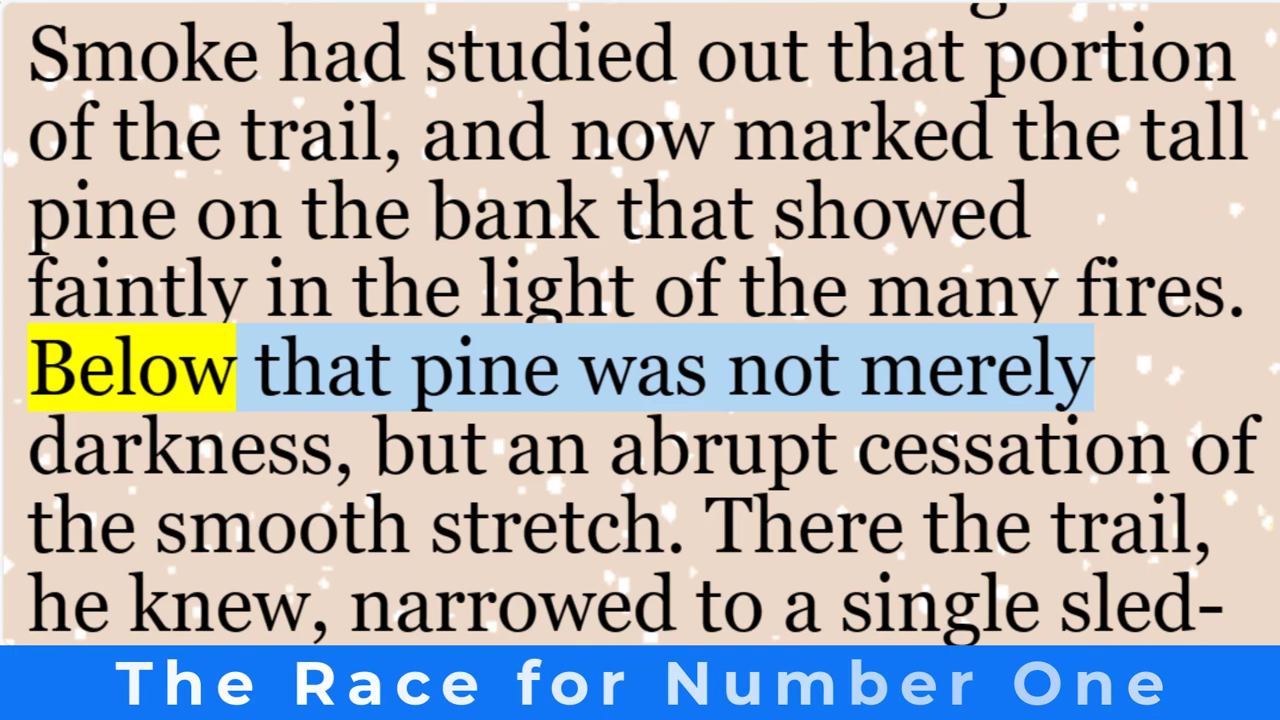 Smoke had studied out that portion
of the trail, and now marked the tall
pine on the bank that showed
faintly in the light of the many fires.
Below that pine was not merely
darkness, but an abrupt cessation of
the smooth stretch. There the trail,
he knew, narrowed to a single sled-
The Race for Number One